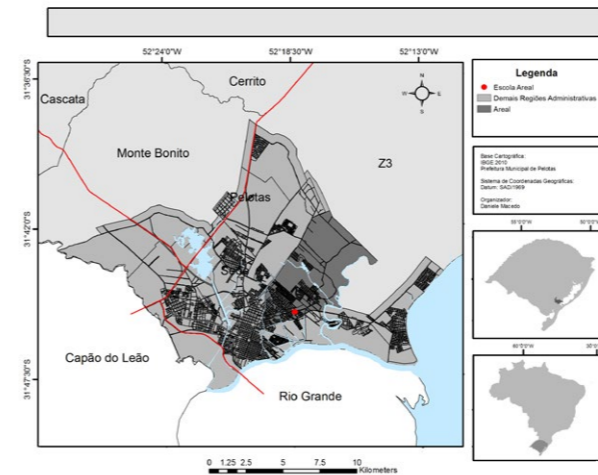 52°24'0"W 52°18'30"W 52°13'0"W
31°36'30"S
31°42'0"S
31°47'30"S
Cerrito
Cascata
Monte Bonito
Z3
Pelotas
Capão do Leão
Rio Grande
N
W E
S
0 1.25 2.5 5 7.5 10
Kilometers
Legenda
Escola Areal
Demais Regiões Administrativas
Areal
Base Cartográfica:
IBGE 2010
Prefeitura Municipal de Pelotas
Sistema de Coordenadas Geográficas:
Datum: SAD/1969
Organizador:
Daniele Macedo